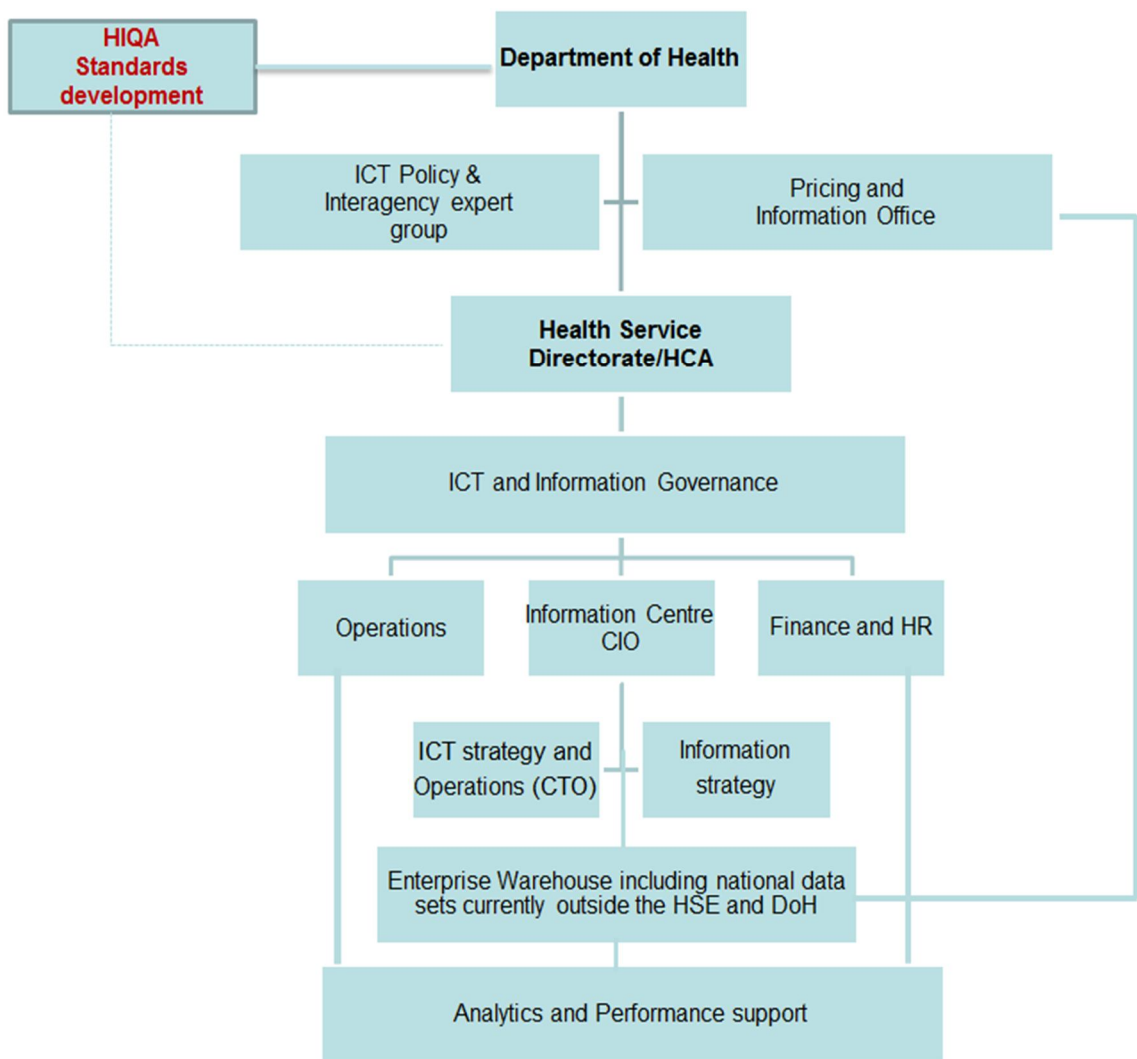 HIQA
Standards
development
Department of Health
ICT Policy &
Interagency expert
group
Pricing and
Information Office
Health Service
Directorate/HCA
ICT and Information Governance
Operations
Information Centre
CIO
Finance and HR
ICT strategy and
Operations (CTO)
Information
strategy
Enterprise Warehouse including national data
sets currently outside the HSE and DoH
Analytics and Performance support